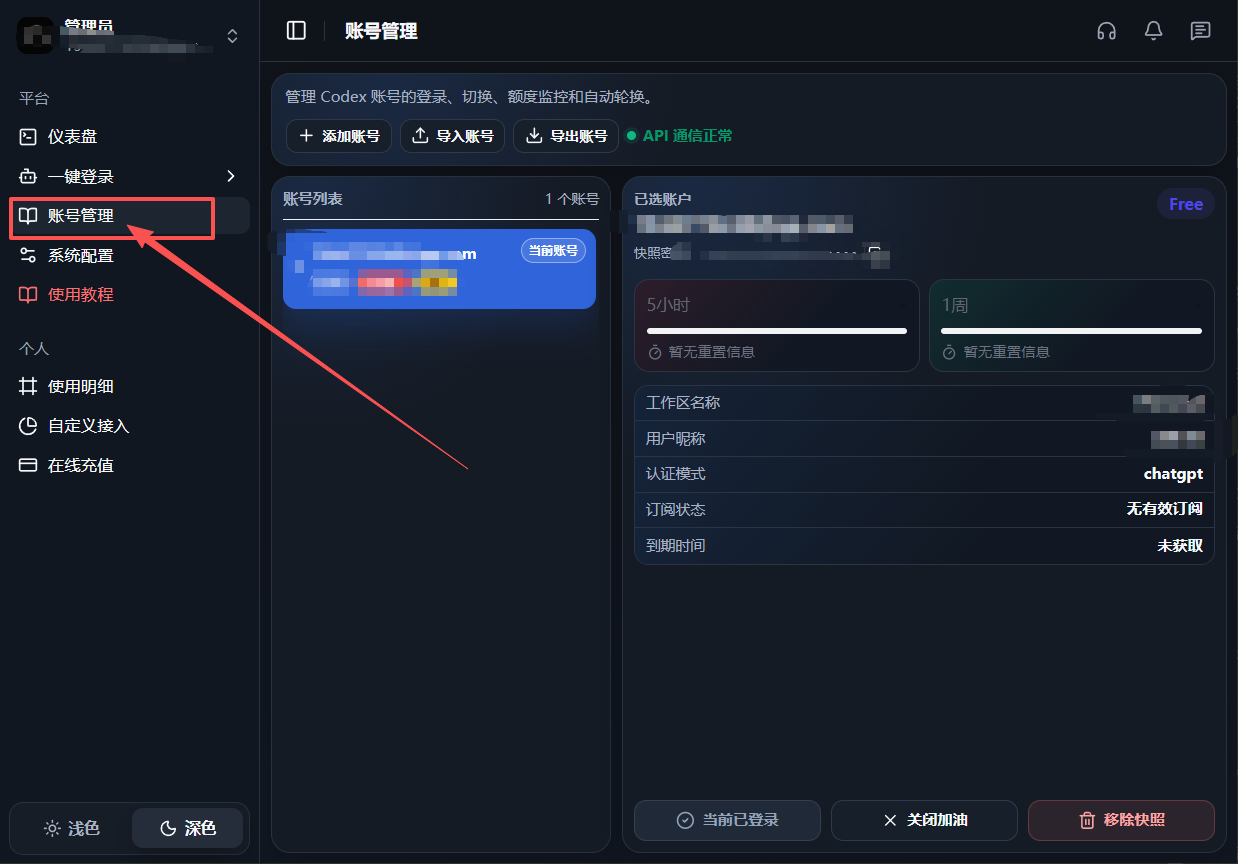 管理员
平台
仪表盘
一键登录
账号管理
系统配置
使用教程
个人
使用明细
自定义接入
在线充值
浅色
深色
账号管理
管理 Codex 账号的登录、切换、额度监控和自动轮换。
添加账号
导入账号
导出账号
API 通信正常
账号列表
1 个账号
当前账号
已选账户
Free
快照密
5小时
暂无重置信息
1周
暂无重置信息
工作区名称
用户昵称
认证模式
chatgpt
订阅状态
无有效订阅
到期时间
未获取
当前已登录
关闭加油
移除快照